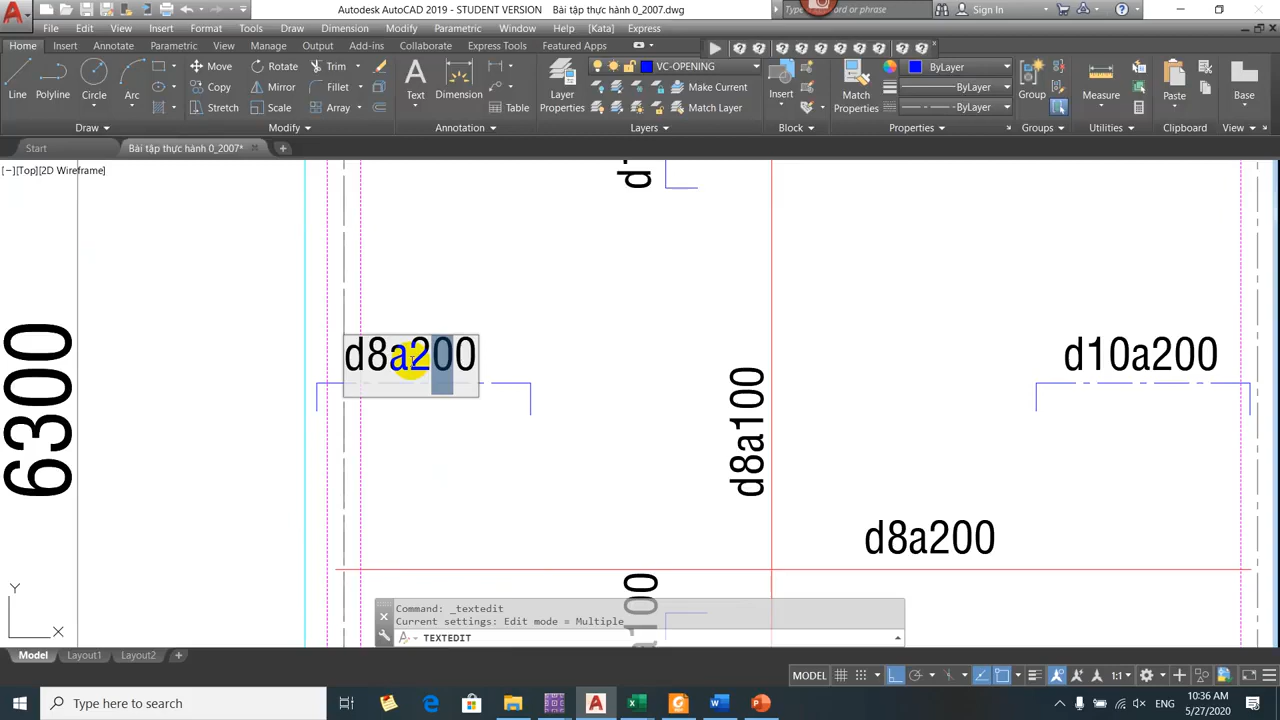 Autodesk AutoCAD 2019 - STUDENT VERSION Bài tập thực hành 0_2007.dwg
Type a keyword or phrase
Sign In
File Edit View Insert Format Tools Draw Dimension Modify Parametric Window Help [Kata] Express
Home Insert Annotate Parametric View Manage Output Add-ins Collaborate Express Tools Featured Apps
Line Polyline Circle Arc
Move Rotate Trim
Copy Mirror Fillet
Stretch Scale Array
Text Dimension Table
Layer Properties
VC-OPENING
Make Current
Match Layer
Insert
Match Properties
ByLayer
ByLayer
ByLayer
Group Measure Paste Base
Draw Modify Annotation Layers Block Properties Groups Utilities Clipboard View
Start Bài tập thực hành 0_2007*
[−][Top][2D Wireframe]
6300
d8a200
d8a100
d10a200
d8a200
Y
X
Command: _textedit
Current settings: Edit mode = Multiple
TEXTEDIT
Model Layout1 Layout2
MODEL 1:1
Type here to search
ENG
10:36 AM
5/27/2020